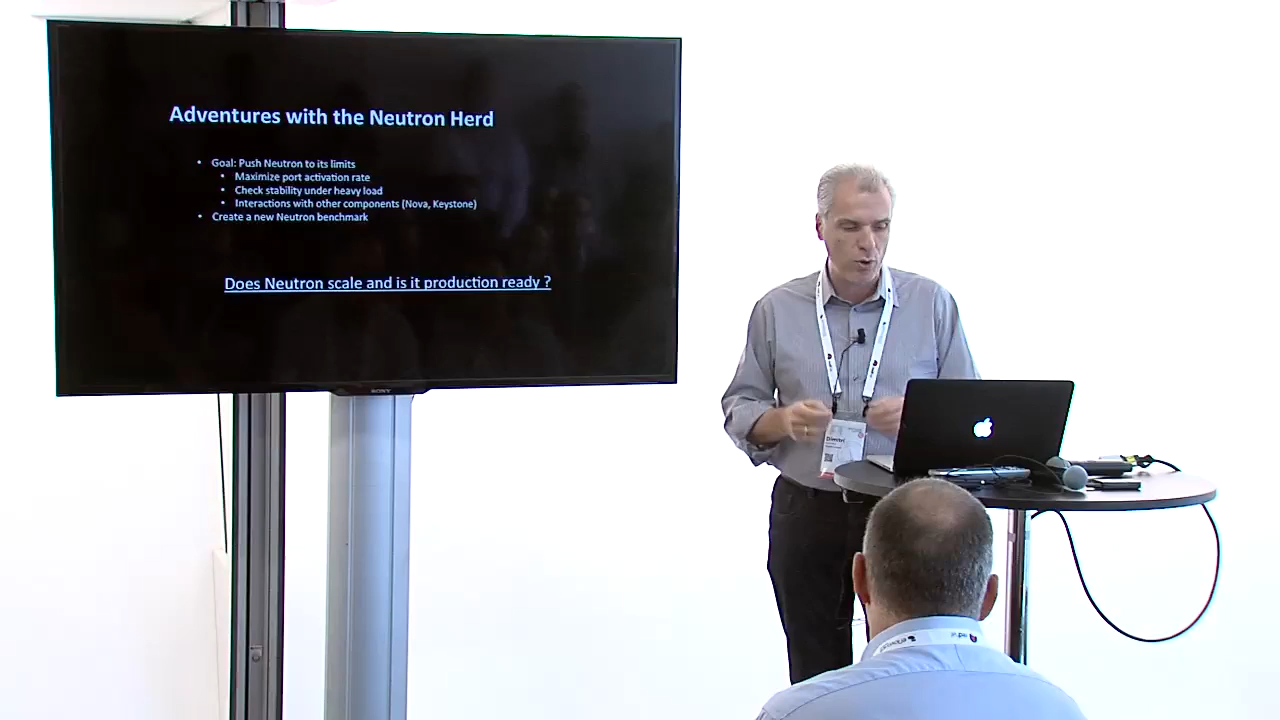 Adventures with the Neutron Herd
• Goal: Push Neutron to its limits
• Maximize port activation rate
• Check stability under heavy load
• Interactions with other components (Nova, Keystone)
• Create a new Neutron benchmark
Does Neutron scale and is it production ready ?
SONY
Dimitri